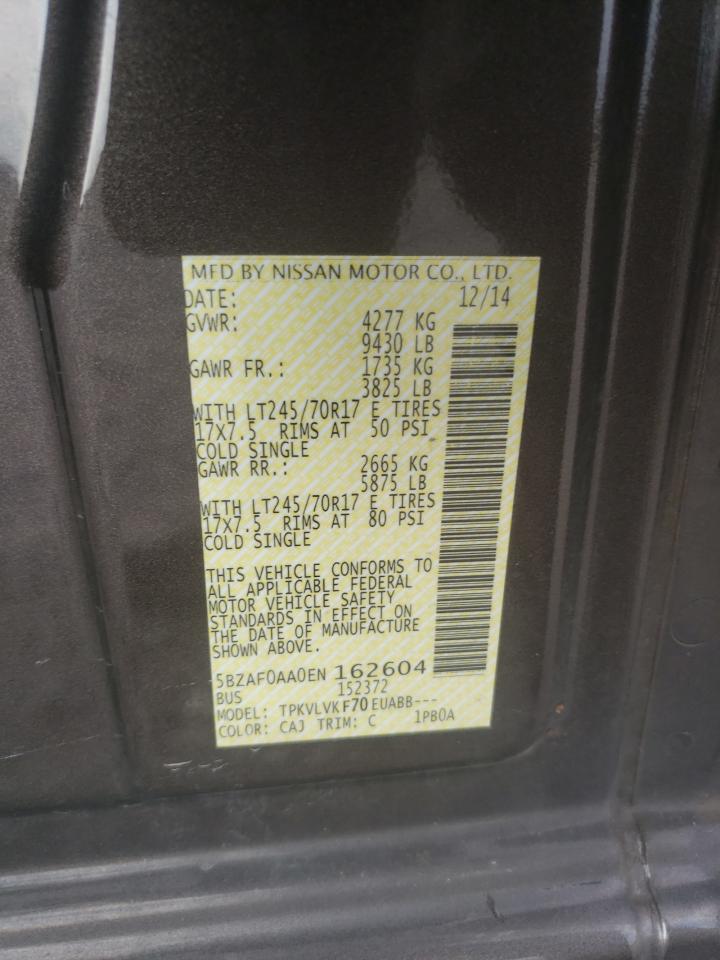 MFD BY NISSAN MOTOR CO., LTD.
DATE: 12/14
GVWR: 4277 KG
9430 LB
GAWR FR.: 1735 KG
3825 LB
WITH LT245/70R17 E TIRES
17X7.5 RIMS AT 50 PSI
COLD SINGLE
GAWR RR.: 2665 KG
5875 LB
WITH LT245/70R17 E TIRES
17X7.5 RIMS AT 80 PSI
COLD SINGLE
THIS VEHICLE CONFORMS TO
ALL APPLICABLE FEDERAL
MOTOR VEHICLE SAFETY
STANDARDS IN EFFECT ON
THE DATE OF MANUFACTURE
SHOWN ABOVE.
5BZAF0AA0EN 162604
BUS 152372
MODEL: TPKVLVKF70EUABB---
COLOR: CAJ TRIM: C 1PB0A